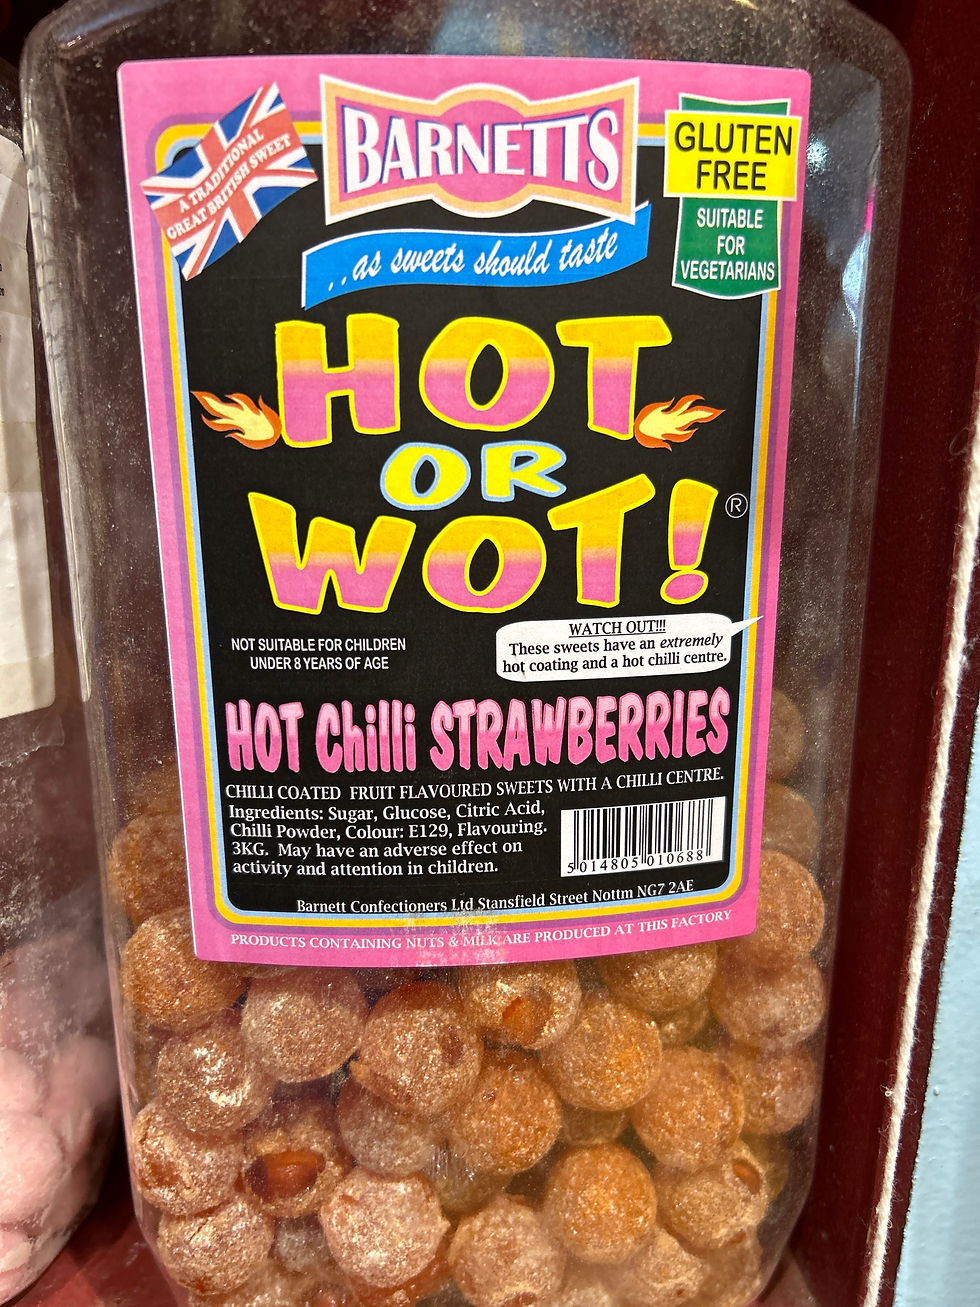 A TRADITIONAL
GREAT BRITISH SWEET
BARNETTS
..as sweets should taste
GLUTEN
FREE
SUITABLE
FOR
VEGETARIANS
HOT
OR
WOT!®
NOT SUITABLE FOR CHILDREN
UNDER 8 YEARS OF AGE
WATCH OUT!!!
These sweets have an extremely
hot coating and a hot chilli centre.
HOT Chilli STRAWBERRIES
CHILLI COATED FRUIT FLAVOURED SWEETS WITH A CHILLI CENTRE.
Ingredients: Sugar, Glucose, Citric Acid,
Chilli Powder, Colour: E129, Flavouring.
3KG. May have an adverse effect on
activity and attention in children.
5 014805 010688
Barnett Confectioners Ltd Stansfield Street Nottm NG7 2AE
PRODUCTS CONTAINING NUTS & MILK ARE PRODUCED AT THIS FACTORY